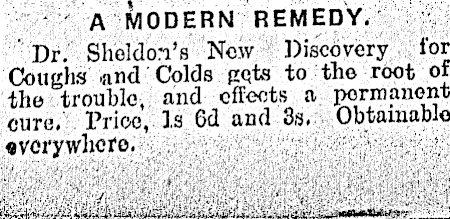 A MODERN REMEDY.
Dr. Sheldon's New Discovery for
Coughs and Colds gets to the root of
the trouble, and effects a permanent
cure. Price, 1s 6d and 3s. Obtainable
everywhere.